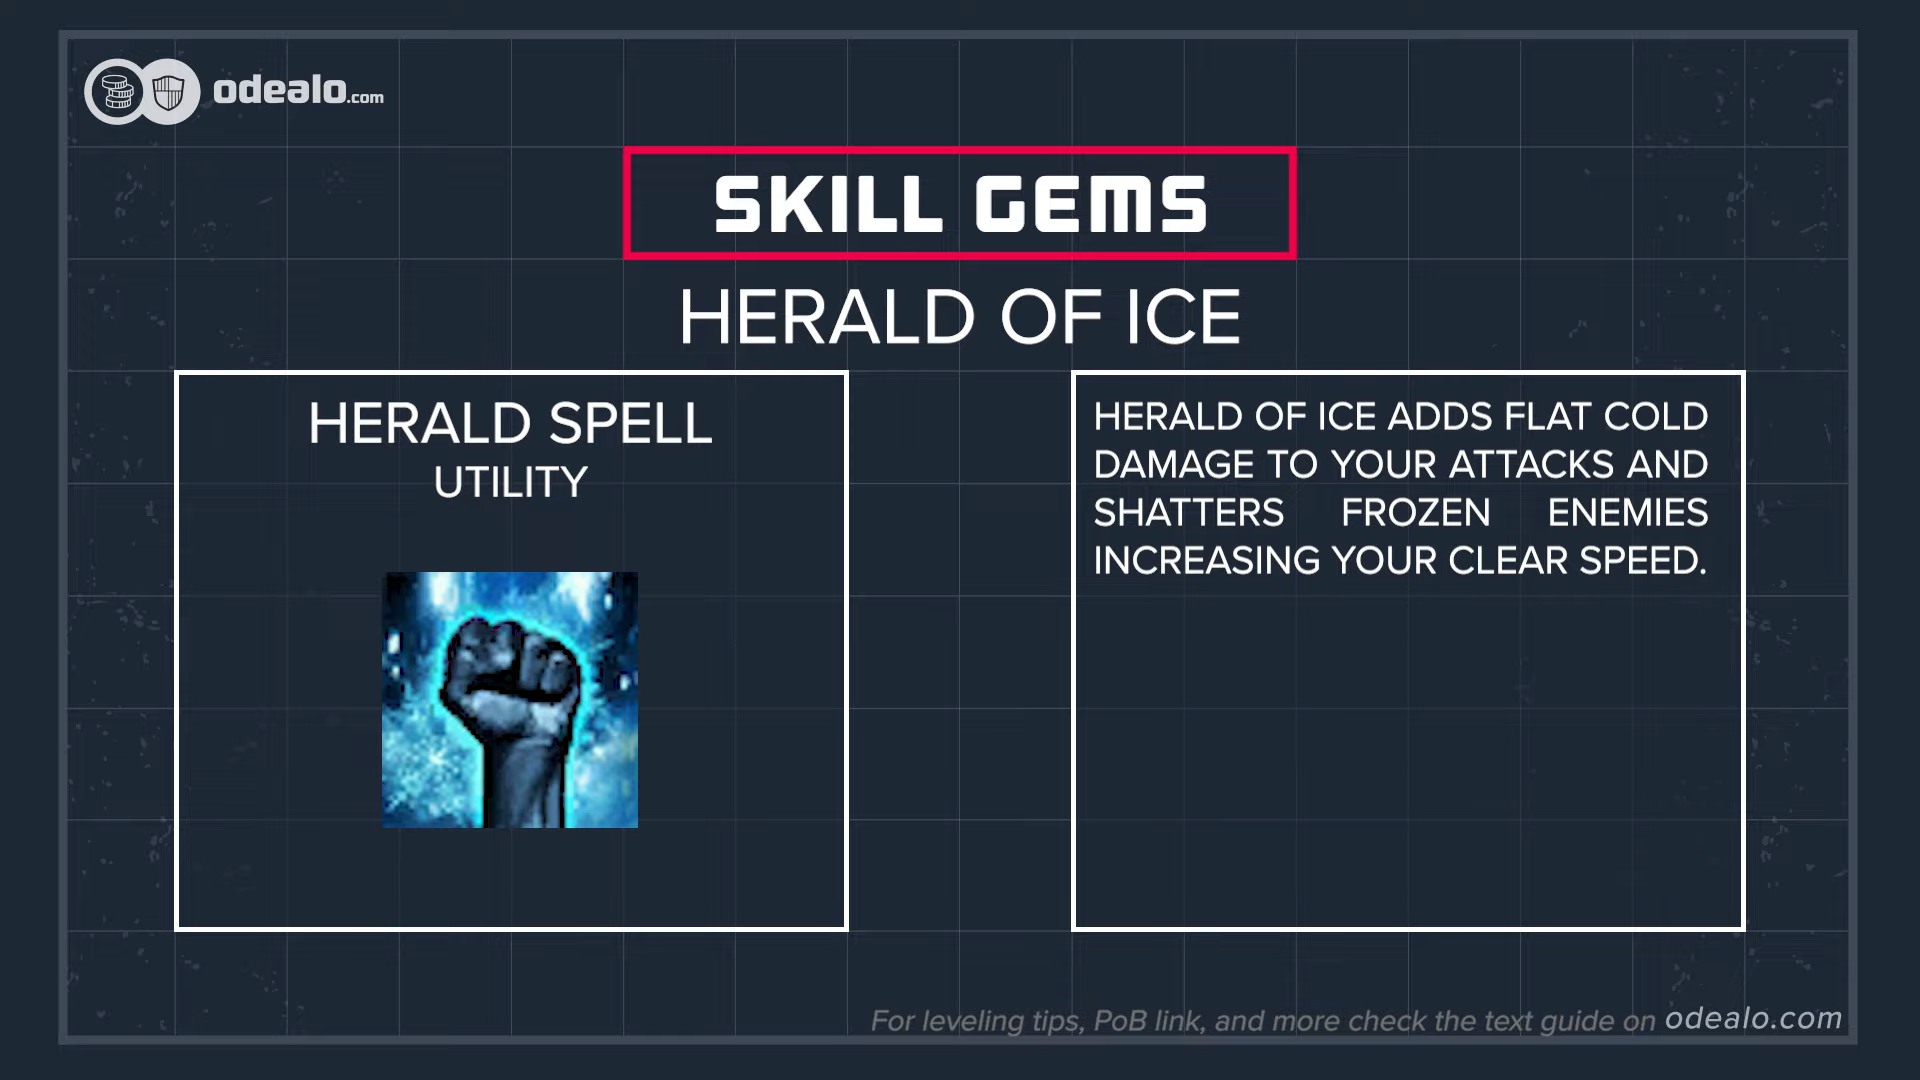 odealo.com
SKILL GEMS
HERALD OF ICE
HERALD SPELL
UTILITY
HERALD OF ICE ADDS FLAT COLD
DAMAGE TO YOUR ATTACKS AND
SHATTERS FROZEN ENEMIES
INCREASING YOUR CLEAR SPEED.
For leveling tips, PoB link, and more check the text guide on odealo.com